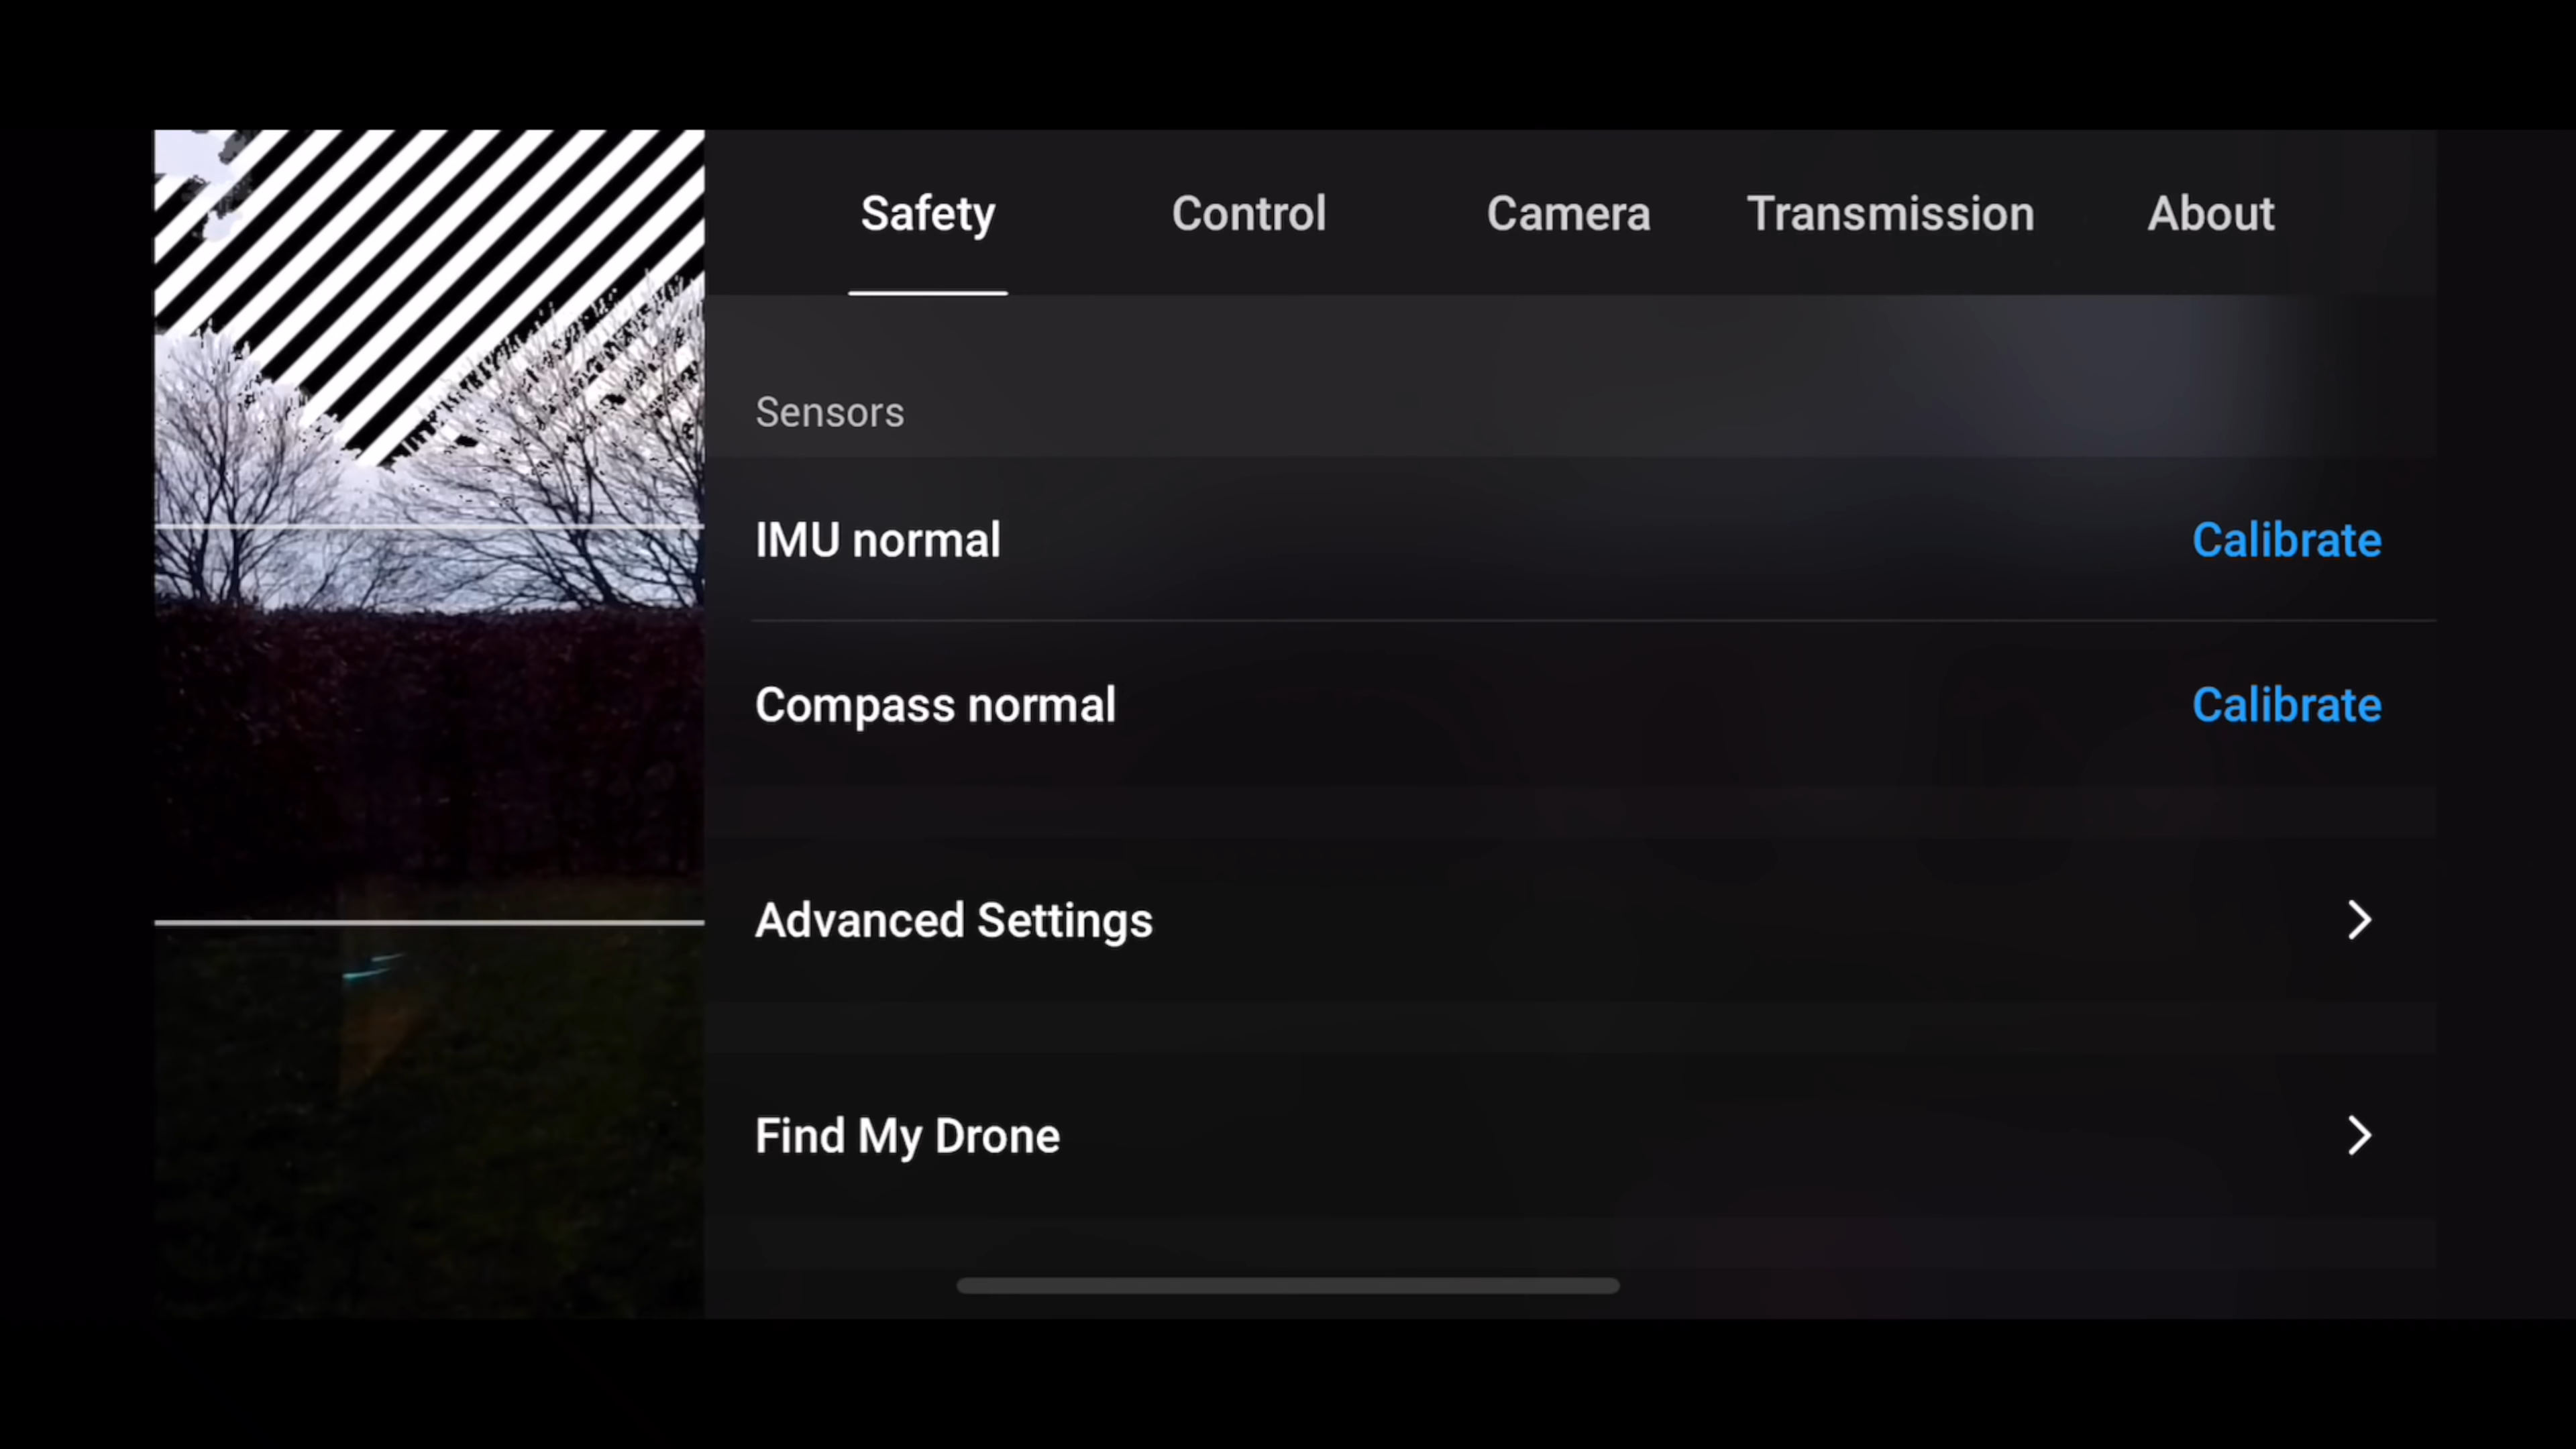 Safety Control Camera Transmission About
Sensors
IMU normal Calibrate
Compass normal Calibrate
Advanced Settings
Find My Drone